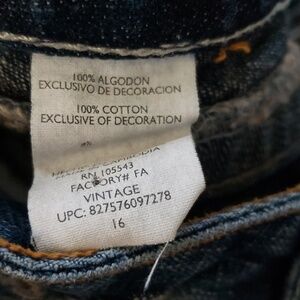 100% ALGODON
EXCLUSIVO DE DECORACION
100% COTTON
EXCLUSIVE OF DECORATION
RN 105543
FACTORY# FA
VINTAGE
UPC: 827576097278
16